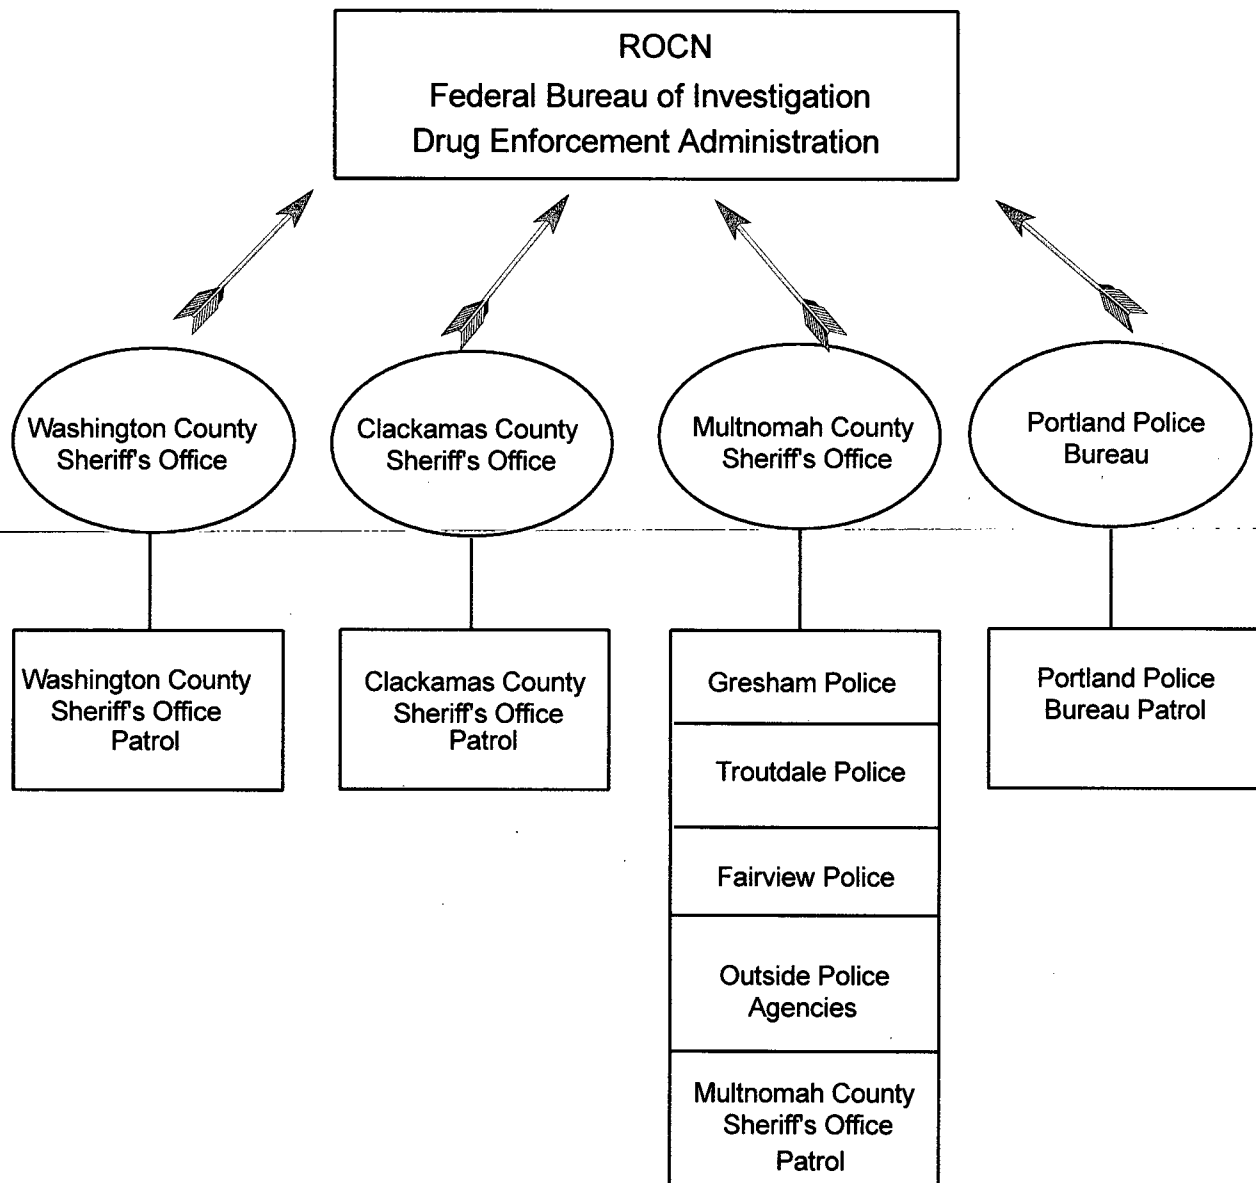 ROCN
Federal Bureau of Investigation
Drug Enforcement Administration
Washington County
Sheriff's Office
Clackamas County
Sheriff's Office
Multnomah County
Sheriff's Office
Portland Police
Bureau
Washington County
Sheriff's Office
Patrol
Clackamas County
Sheriff's Office
Patrol
Gresham Police
Troutdale Police
Fairview Police
Outside Police
Agencies
Multnomah County
Sheriff's Office
Patrol
Portland Police
Bureau Patrol